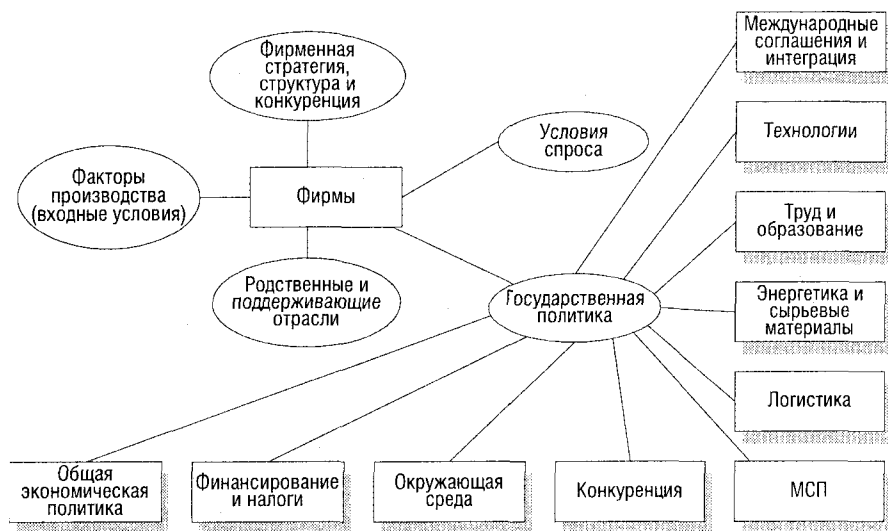 Международные
соглашения и
интеграция
Фирменная
стратегия,
структура и
конкуренция
Условия
спроса
Технологии
Факторы
производства
(входные условия)
Фирмы
Труд и
образование
Родственные и
поддерживающие
отрасли
Государственная
политика
Энергетика и
сырьевые
материалы
Логистика
Общая
экономическая
политика
Финансирование
и налоги
Окружающая
среда
Конкуренция
МСП